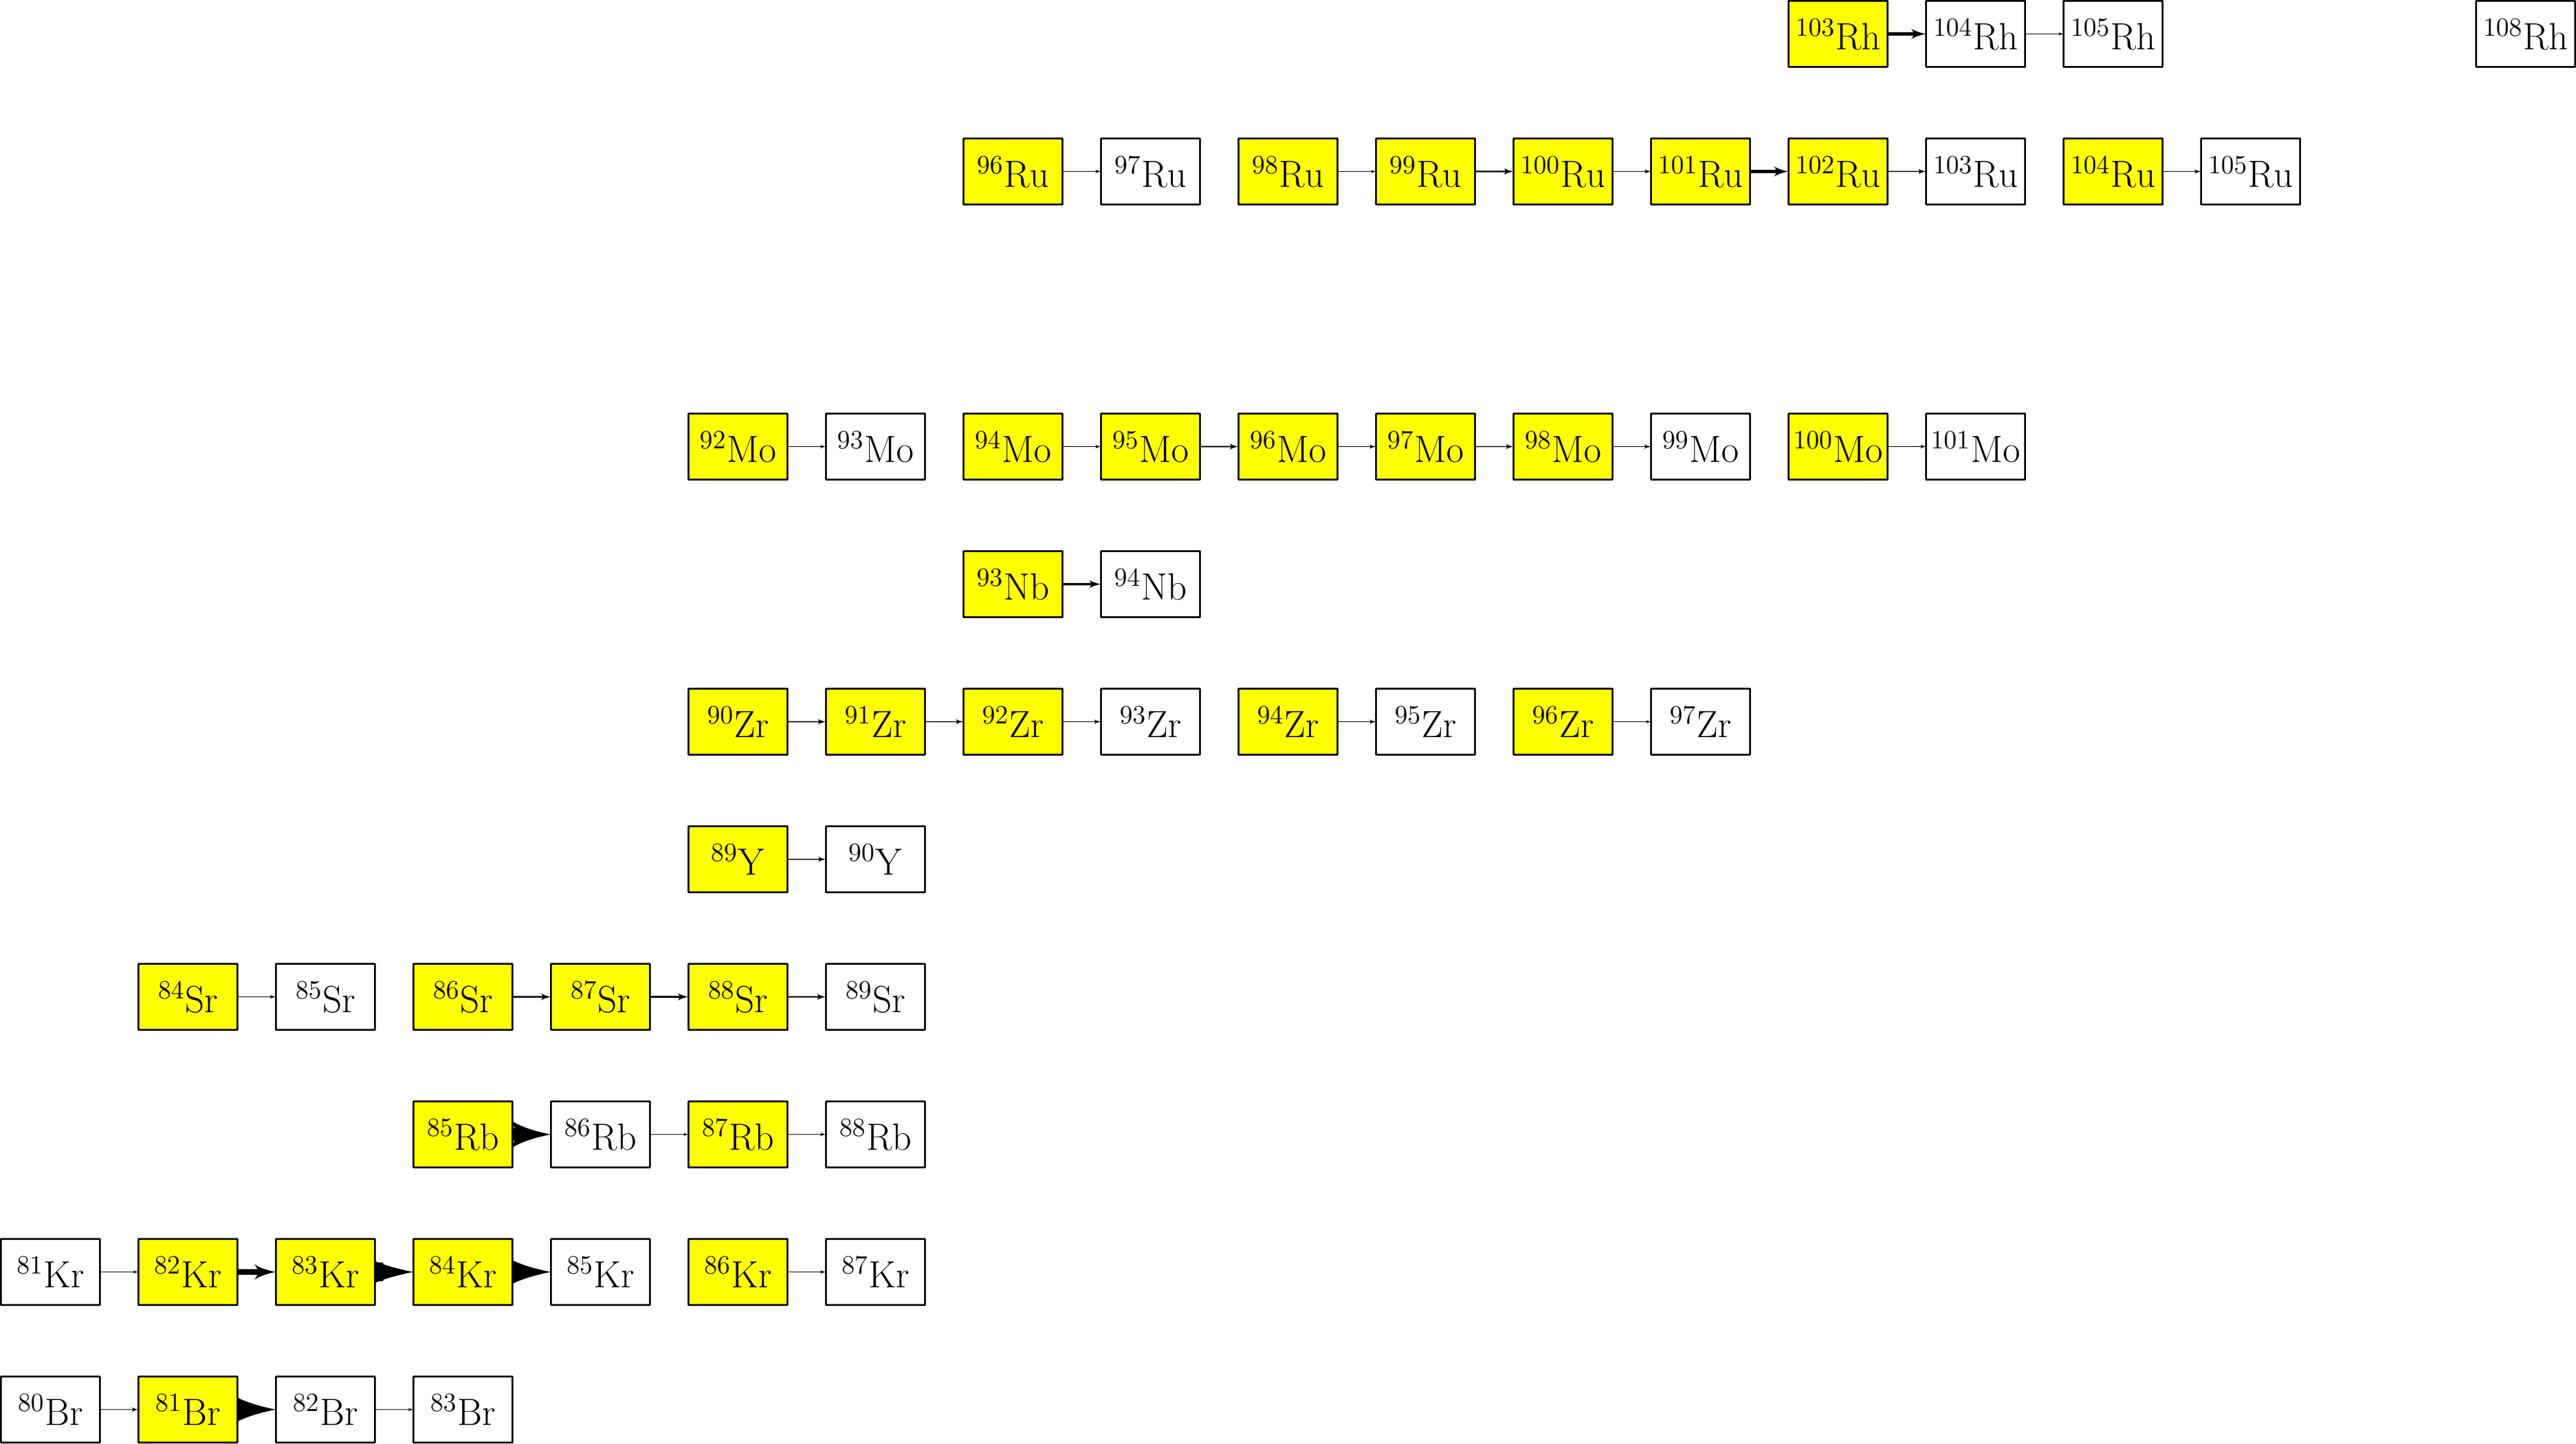 ¹⁰³Rh ¹⁰⁴Rh ¹⁰⁵Rh ¹⁰⁸Rh
⁹⁶Ru ⁹⁷Ru ⁹⁸Ru ⁹⁹Ru ¹⁰⁰Ru ¹⁰¹Ru ¹⁰²Ru ¹⁰³Ru ¹⁰⁴Ru ¹⁰⁵Ru
⁹²Mo ⁹³Mo ⁹⁴Mo ⁹⁵Mo ⁹⁶Mo ⁹⁷Mo ⁹⁸Mo ⁹⁹Mo ¹⁰⁰Mo ¹⁰¹Mo
⁹³Nb ⁹⁴Nb
⁹⁰Zr ⁹¹Zr ⁹²Zr ⁹³Zr ⁹⁴Zr ⁹⁵Zr ⁹⁶Zr ⁹⁷Zr
⁸⁹Y ⁹⁰Y
⁸⁴Sr ⁸⁵Sr ⁸⁶Sr ⁸⁷Sr ⁸⁸Sr ⁸⁹Sr
⁸⁵Rb ⁸⁶Rb ⁸⁷Rb ⁸⁸Rb
⁸¹Kr ⁸²Kr ⁸³Kr ⁸⁴Kr ⁸⁵Kr ⁸⁶Kr ⁸⁷Kr
⁸⁰Br ⁸¹Br ⁸²Br ⁸³Br